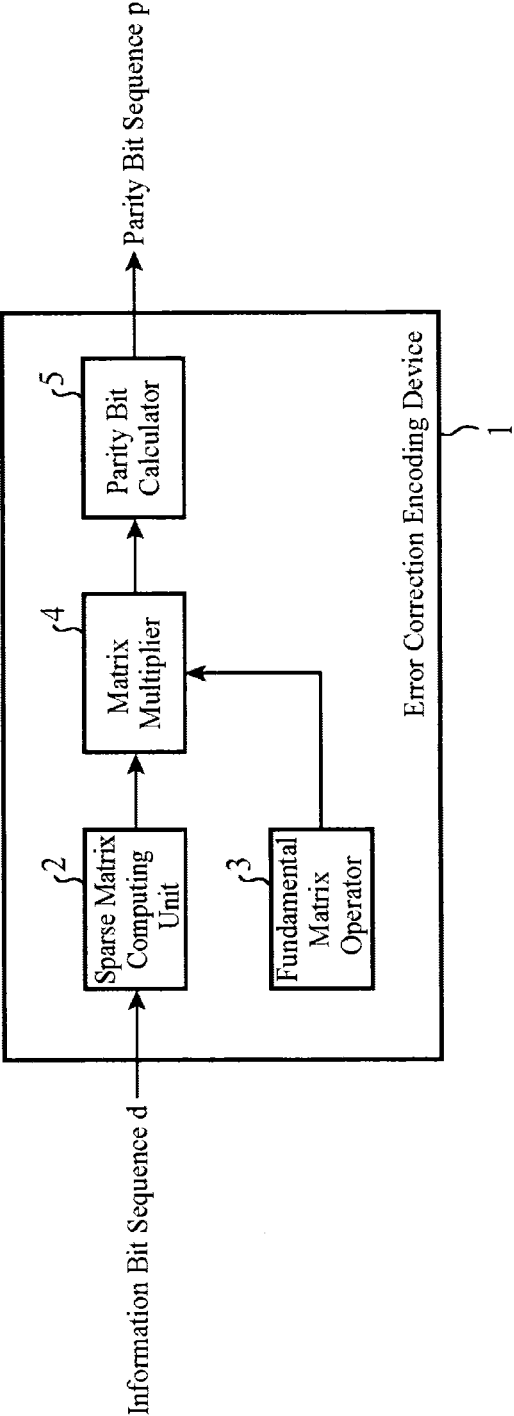 Information Bit Sequence d
2
Sparse Matrix
Computing
Unit
4
Matrix
Multiplier
5
Parity Bit
Calculator
Parity Bit Sequence p
3
Fundamental
Matrix
Operator
Error Correction Encoding Device
1